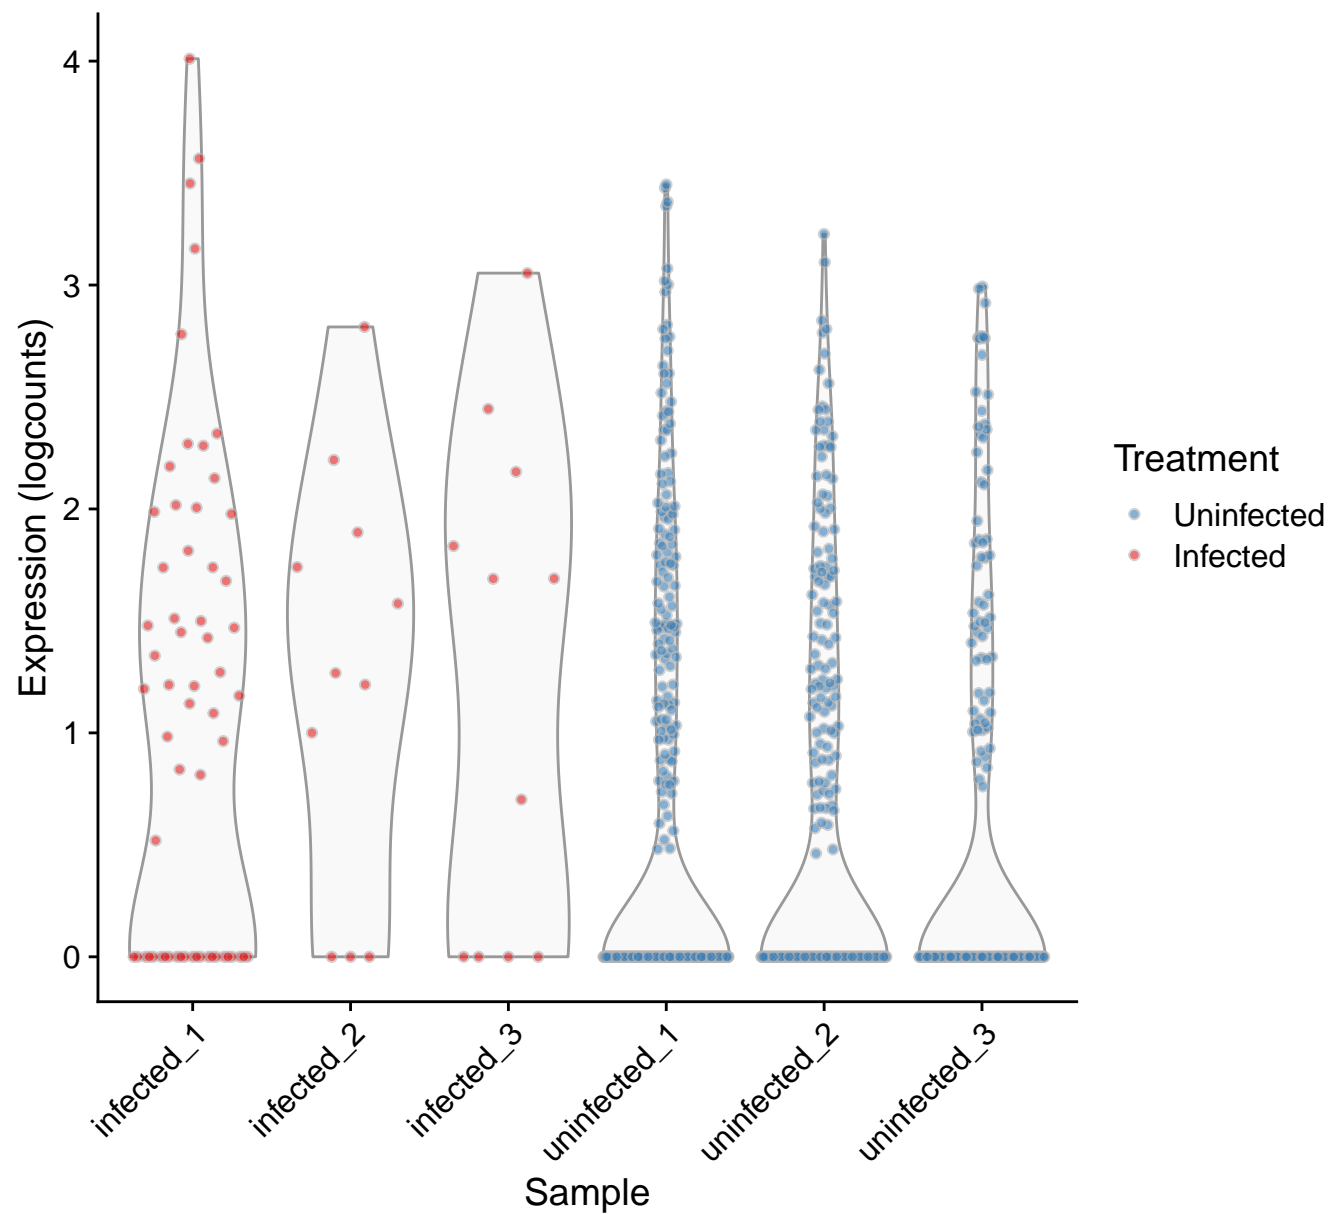 Expression (logcounts)
4
3
2
1
0
infected_1
infected_2
infected_3
uninfected_1
uninfected_2
uninfected_3
Sample
Treatment
Uninfected
Infected